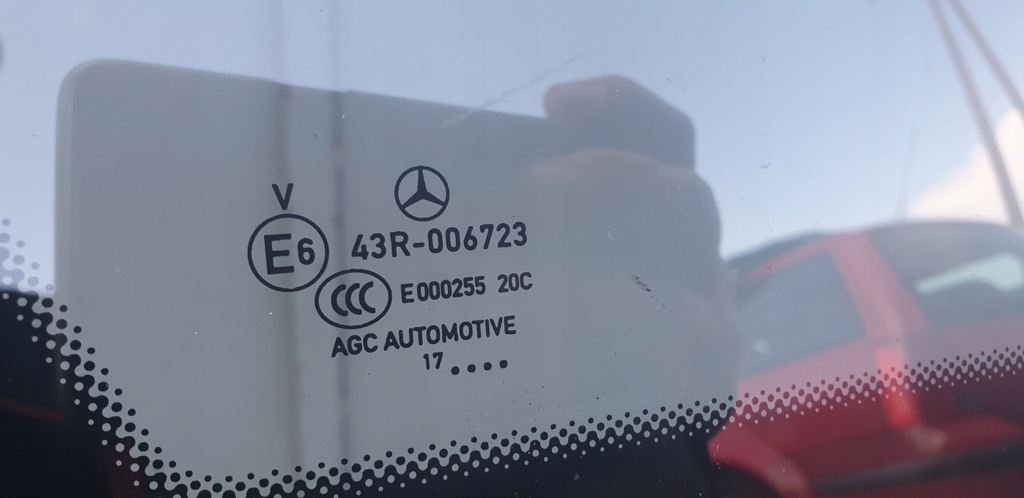 V
E6 43R-006723
CCC E000255 20C
AGC AUTOMOTIVE
17 ....